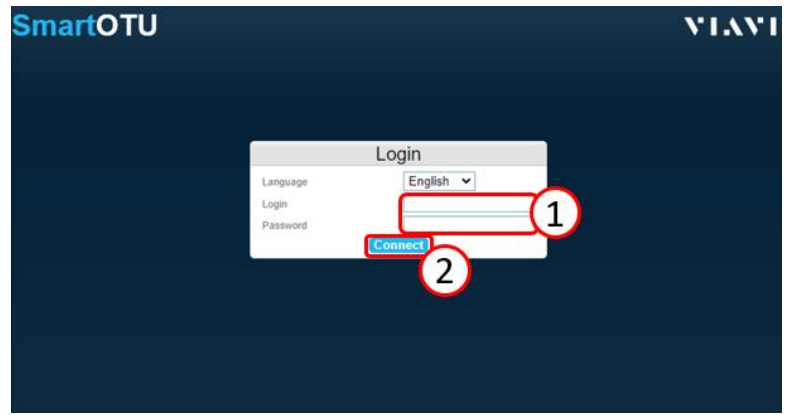 SmartOTU VIAVI
Login
Language English
Login 1
Password
Connect
2